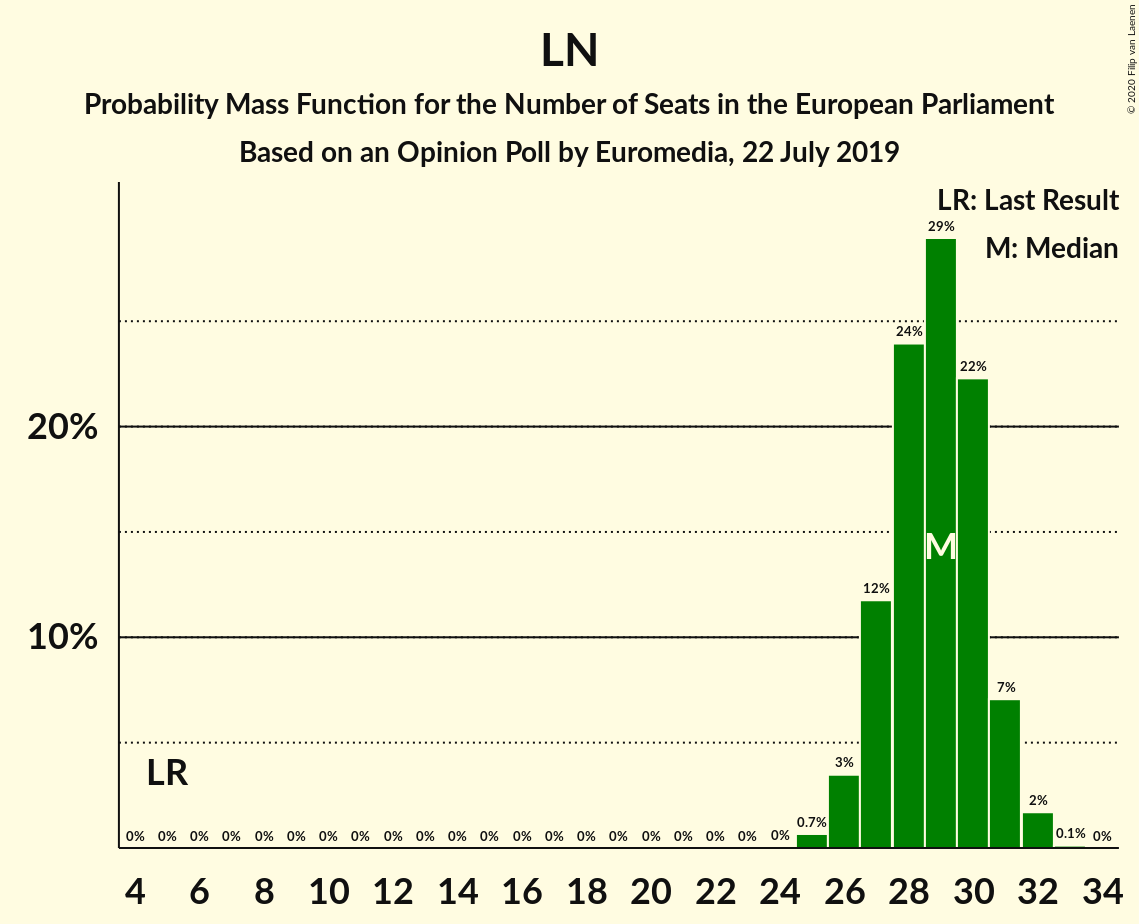 LN
Probability Mass Function for the Number of Seats in the European Parliament
Based on an Opinion Poll by Euromedia, 22 July 2019
© 2020 Filip van Laenen
LR: Last Result
M: Median
29%
24%
22%
20%
M
12%
10%
7%
LR
3%
2%
0% 0% 0% 0% 0% 0% 0% 0% 0% 0% 0% 0% 0% 0% 0% 0% 0% 0% 0% 0% 0% 0.7% 0.1% 0%
4 6 8 10 12 14 16 18 20 22 24 26 28 30 32 34